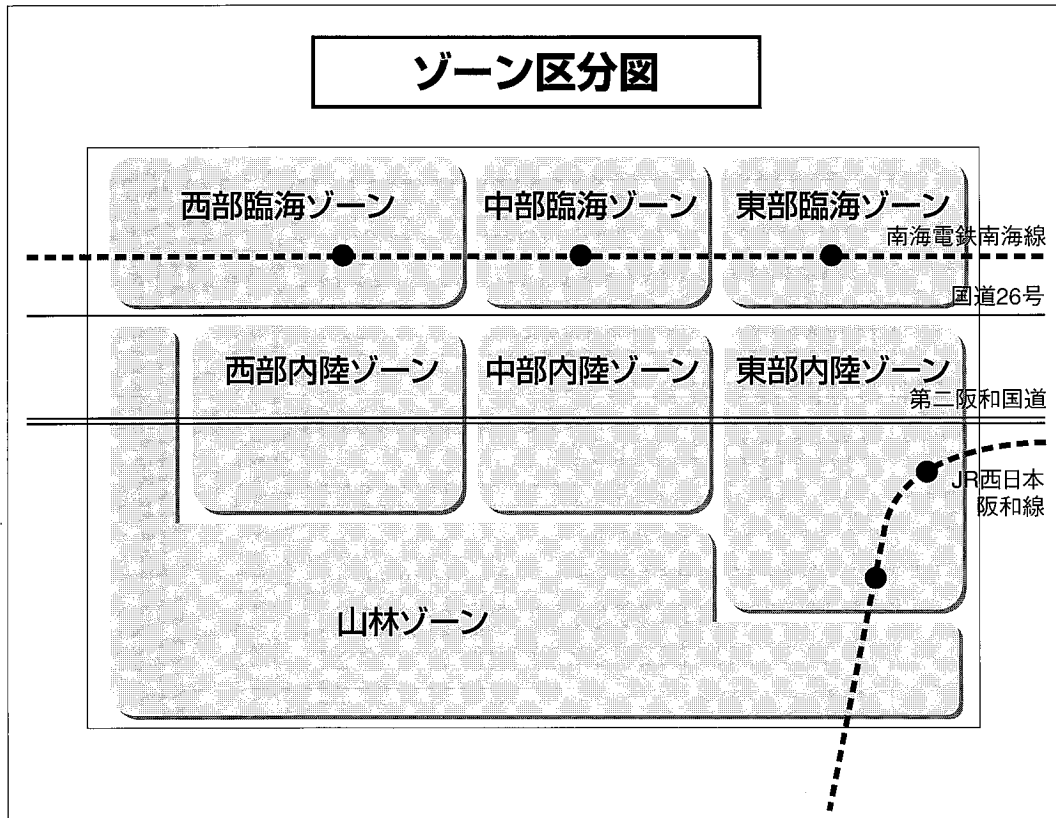 ゾーン区分図
西部臨海ゾーン
中部臨海ゾーン
東部臨海ゾーン
南海電鉄南海線
国道26号
西部内陸ゾーン
中部内陸ゾーン
東部内陸ゾーン
第二阪和国道
JR西日本
阪和線
山林ゾーン